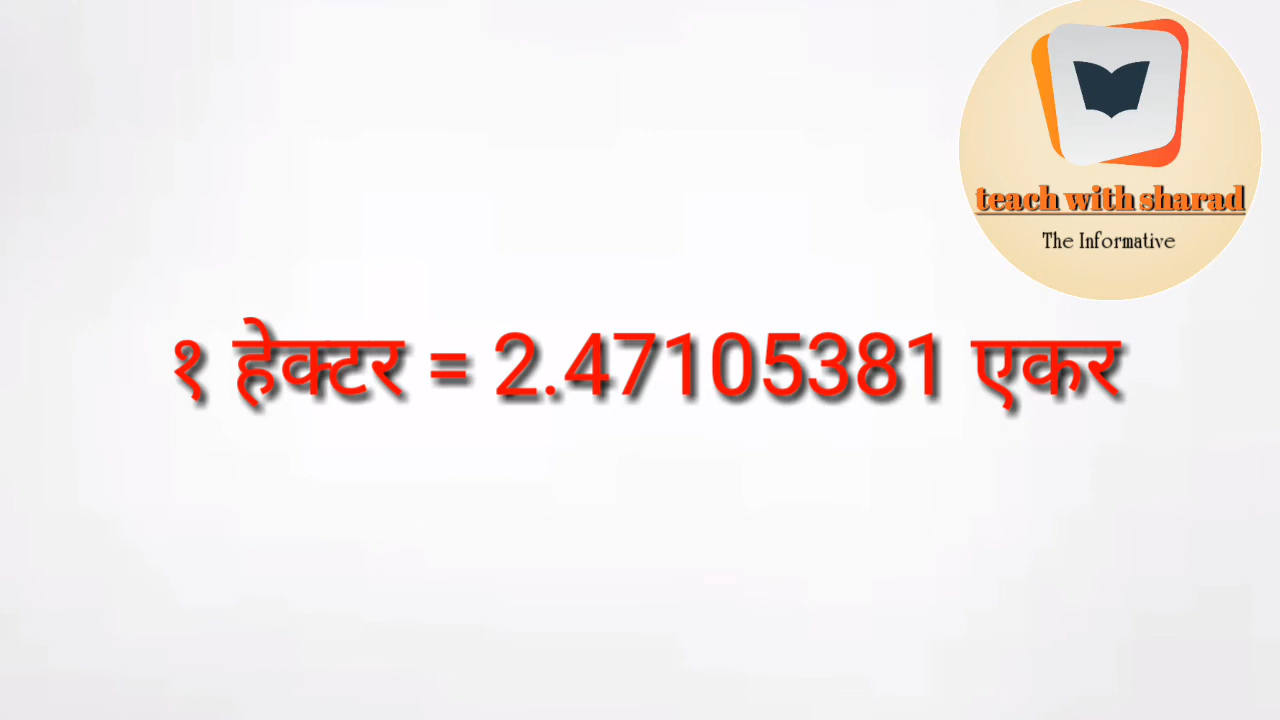 teach with sharad
The Informative
१ हेक्टर = 2.47105381 एकर